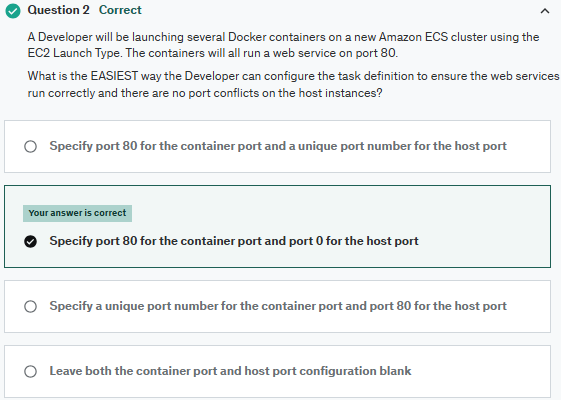 Question 2 Correct
A Developer will be launching several Docker containers on a new Amazon ECS cluster using the
EC2 Launch Type. The containers will all run a web service on port 80.
What is the EASIEST way the Developer can configure the task definition to ensure the web services
run correctly and there are no port conflicts on the host instances?
Specify port 80 for the container port and a unique port number for the host port
Your answer is correct
Specify port 80 for the container port and port 0 for the host port
Specify a unique port number for the container port and port 80 for the host port
Leave both the container port and host port configuration blank